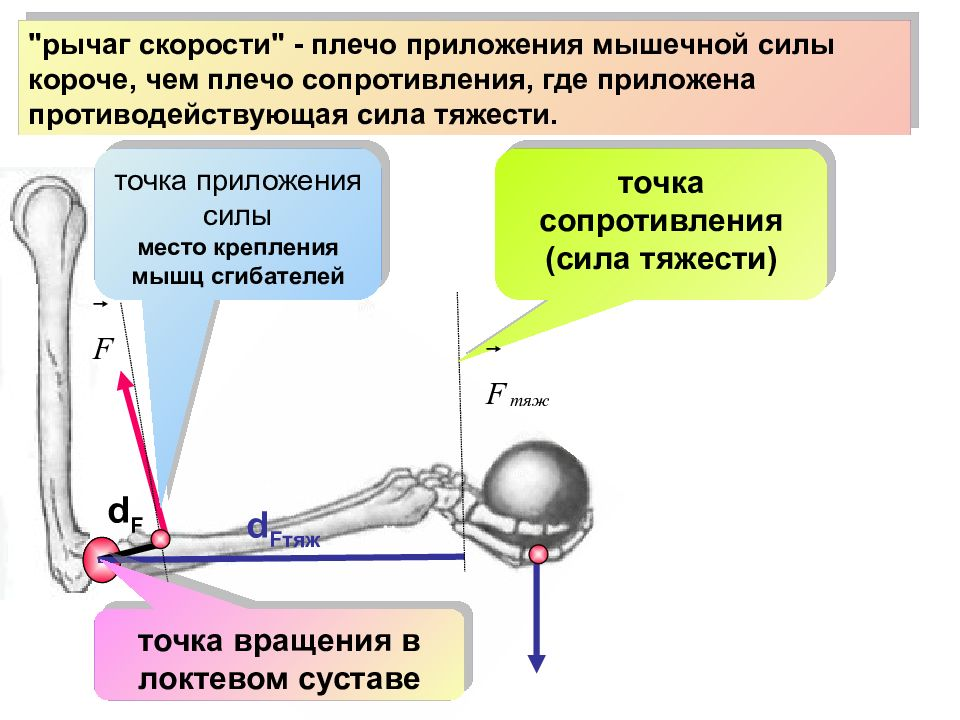 "рычаг скорости" - плечо приложения мышечной силы
короче, чем плечо сопротивления, где приложена
противодействующая сила тяжести.
точка приложения
силы
место крепления
мышц сгибателей
точка
сопротивления
(сила тяжести)
F
F тяж
dF
dFтяж
точка вращения в
локтевом суставе